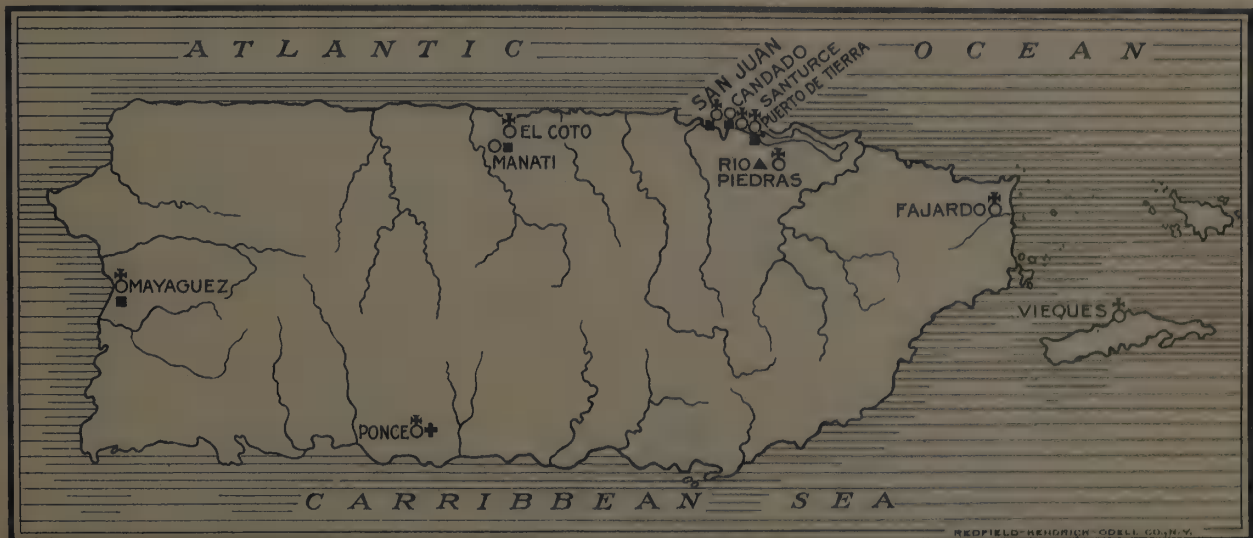 ATLANTIC OCEAN
SAN JUAN
CANDADO
SANTURCE
PUERTO DE TIERRA
EL COTO
MANATI
RIO
PIEDRAS
FAJARDO
MAYAGUEZ
VIEQUES
PONCE
CARRIBBEAN SEA
REDFIELD-KENDRICK-ODELL CO., N.Y.